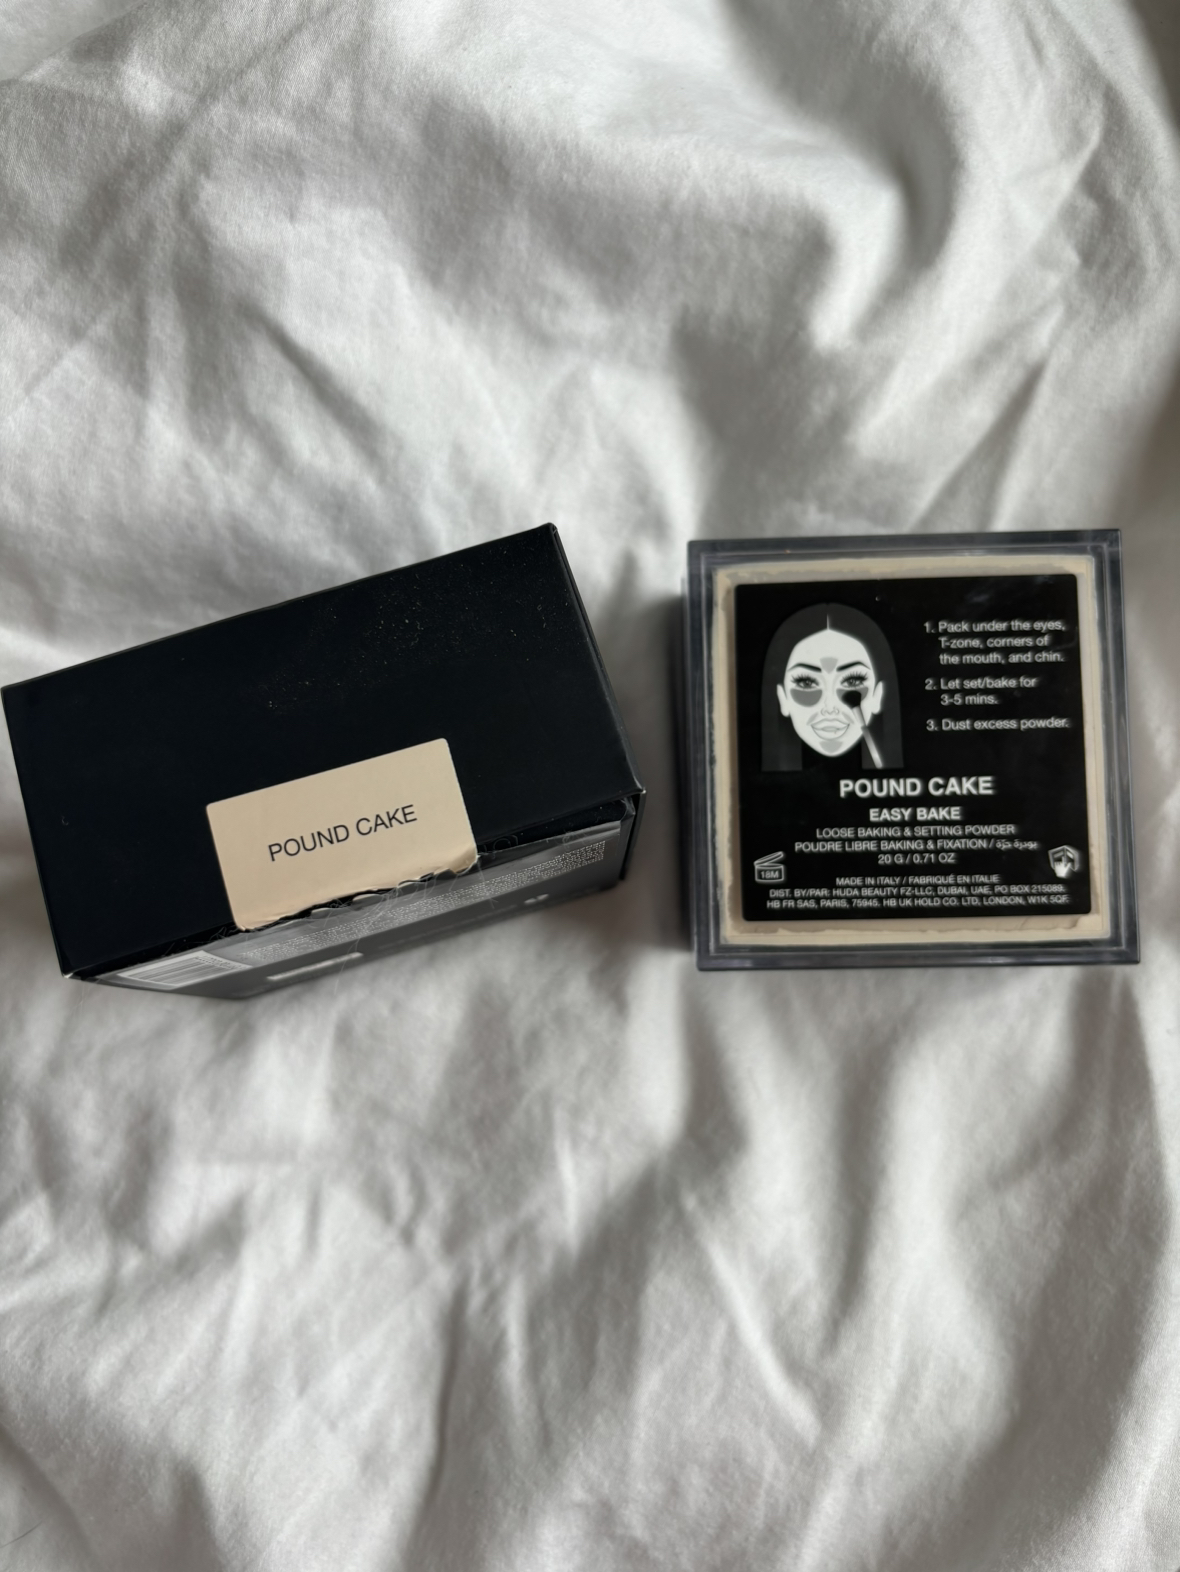 POUND CAKE
1. Pack under the eyes,
T-zone, corners of
the mouth, and chin.
2. Let set/bake for
3-5 mins.
3. Dust excess powder.
POUND CAKE
EASY BAKE
LOOSE BAKING & SETTING POWDER
POUDRE LIBRE BAKING & FIXATION / بودرة حرّة
20 G / 0.71 OZ
18M
MADE IN ITALY / FABRIQUÉ EN ITALIE
DIST. BY/PAR: HUDA BEAUTY FZ-LLC, DUBAI, UAE, PO BOX 215089.
HB FR SAS, PARIS, 75945. HB UK HOLD CO. LTD, LONDON, W1K 5QF.